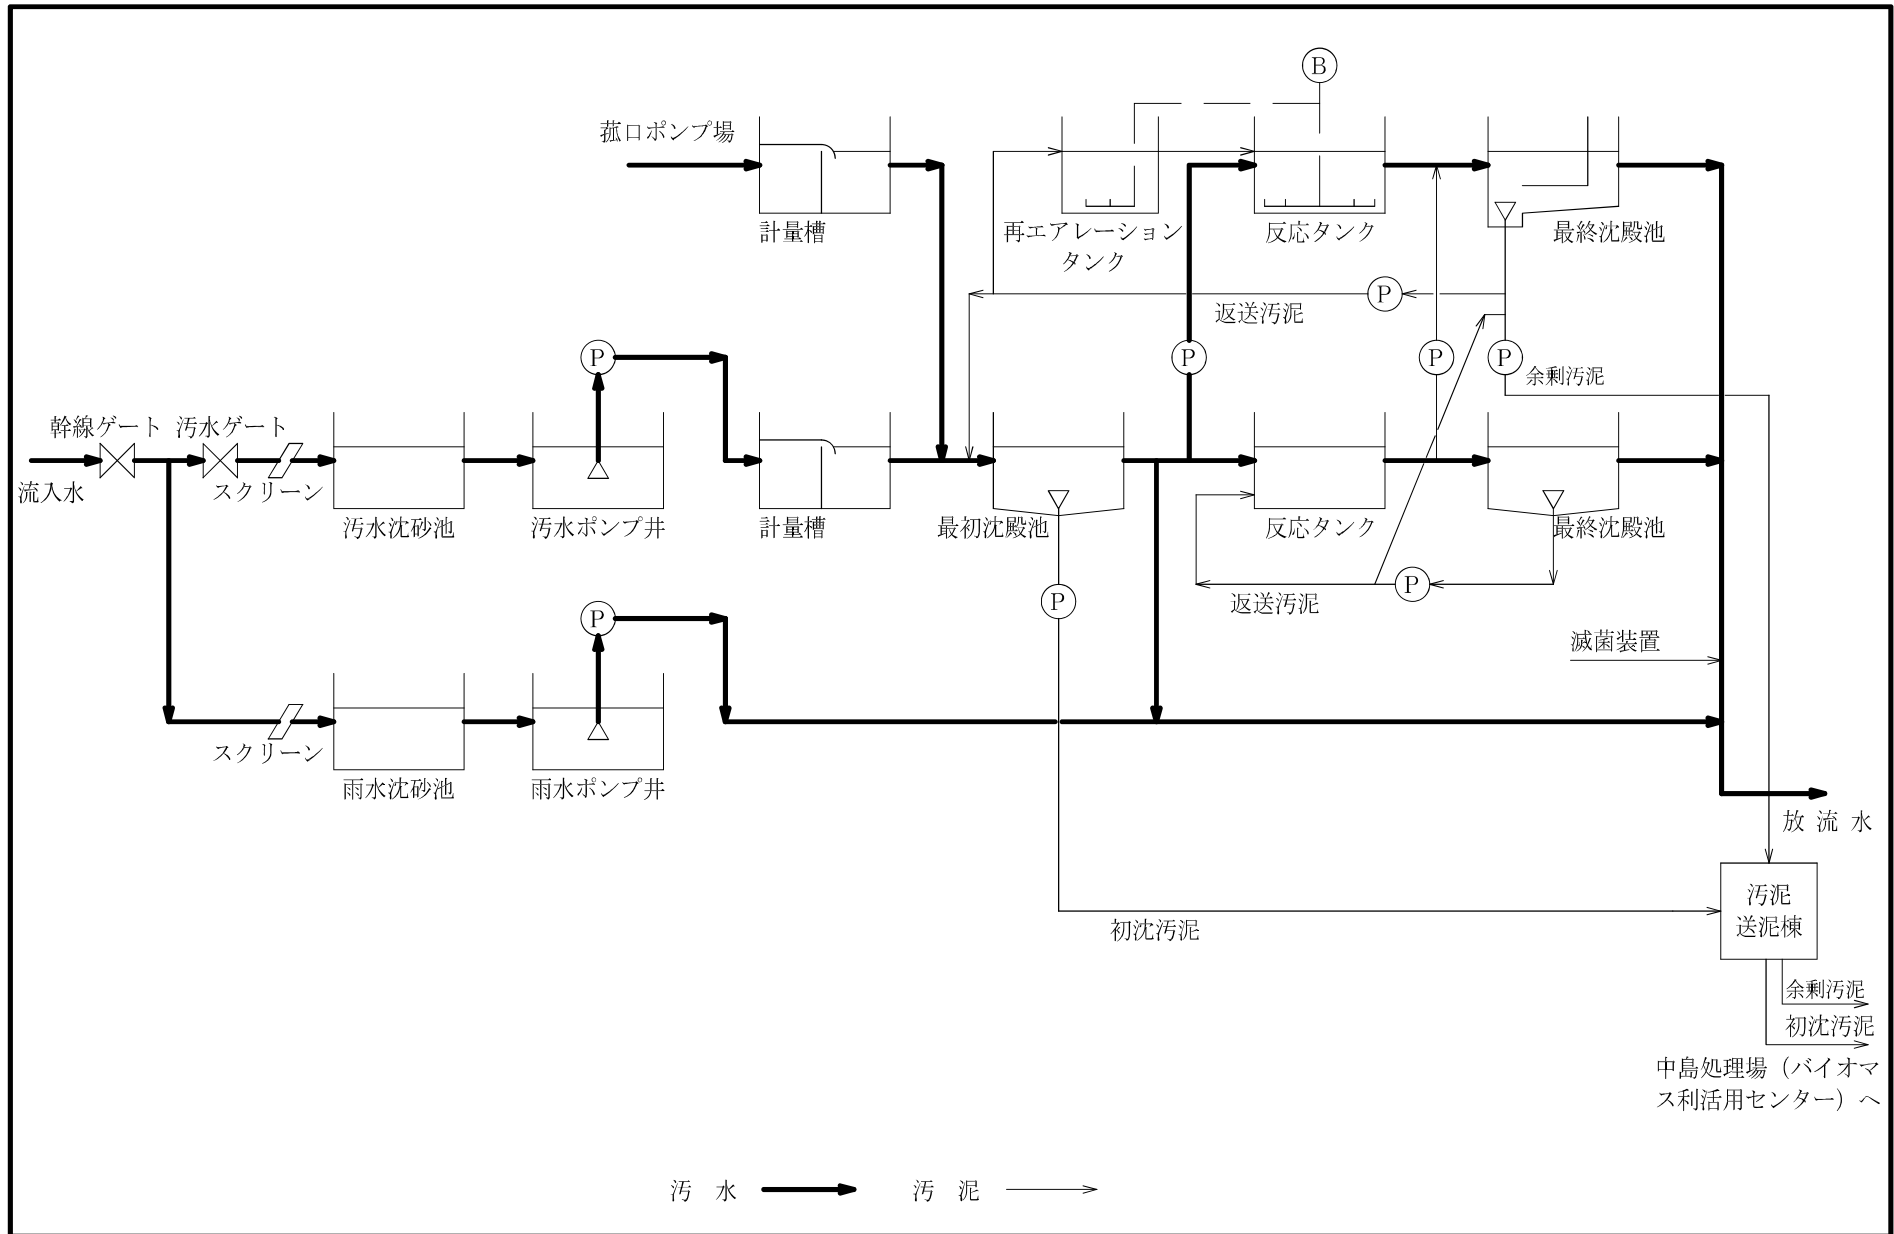 B
菰口ポンプ場
計量槽
再エアレーション
タンク
反応タンク
最終沈殿池
P
返送汚泥
P
P
P
P
余剰汚泥
幹線ゲート
汚水ゲート
流入水
スクリーン
汚水沈砂池
汚水ポンプ井
計量槽
最初沈殿池
反応タンク
最終沈殿池
P
P
返送汚泥
P
滅菌装置
スクリーン
雨水沈砂池
雨水ポンプ井
放流水
汚泥
送泥棟
初沈汚泥
余剰汚泥
初沈汚泥
中島処理場（バイオマ
ス利活用センター）へ
汚水
汚泥